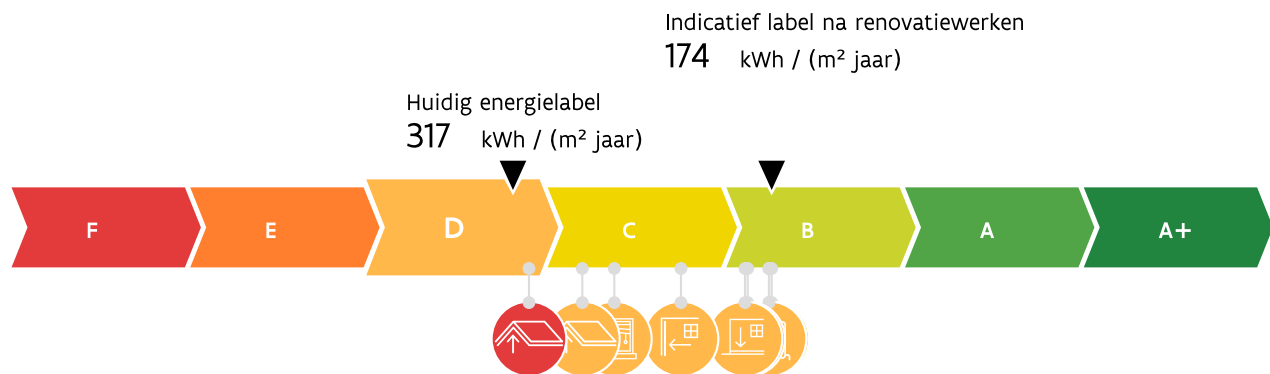 Indicatief label na renovatiewerken
174 kWh / (m² jaar)
Huidig energielabel
317 kWh / (m² jaar)
F E D C B A A+